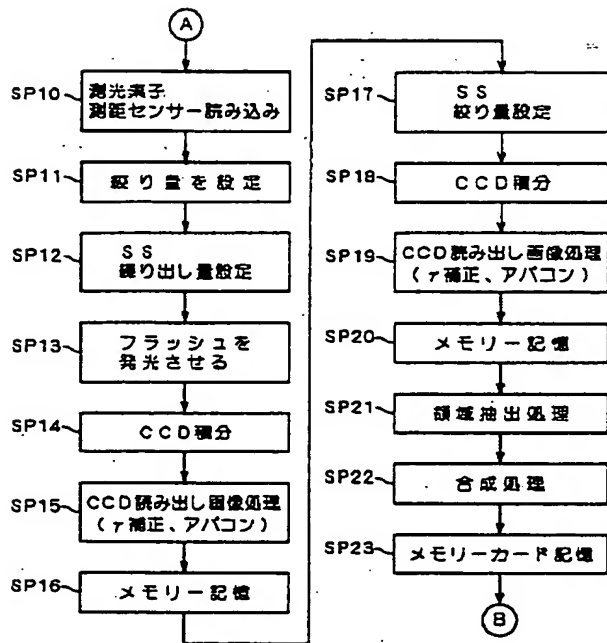 A
SP10
測光素子
測距センサー読み込み
SP11
絞り量を設定
SP12
SS
繰り出し量設定
SP13
フラッシュを
発光させる
SP14
CCD積分
SP15
CCD読み出し画像処理
(γ補正、アパコン)
SP16
メモリー記憶
SP17
SS
絞り量設定
SP18
CCD積分
SP19
CCD読み出し画像処理
(γ補正、アパコン)
SP20
メモリー記憶
SP21
領域抽出処理
SP22
合成処理
SP23
メモリーカード記憶
B